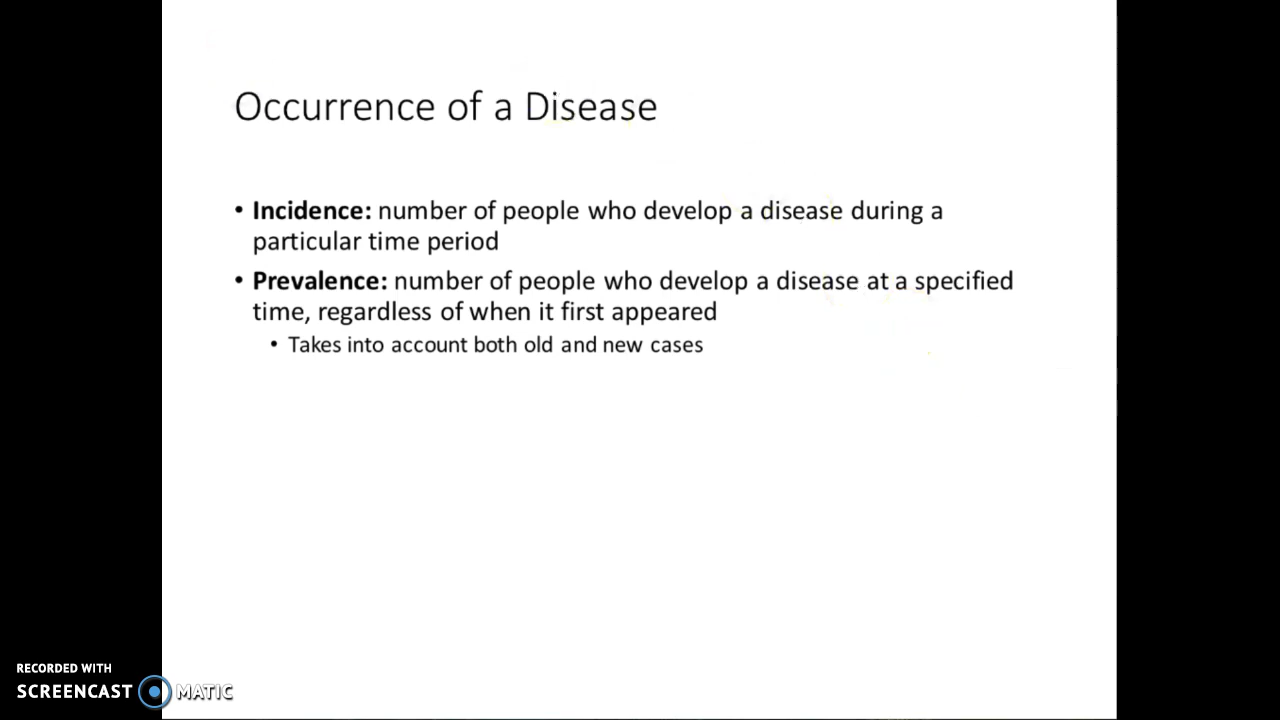 Occurrence of a Disease
• Incidence: number of people who develop a disease during a
particular time period
• Prevalence: number of people who develop a disease at a specified
time, regardless of when it first appeared
• Takes into account both old and new cases
RECORDED WITH
SCREENCAST MATIC